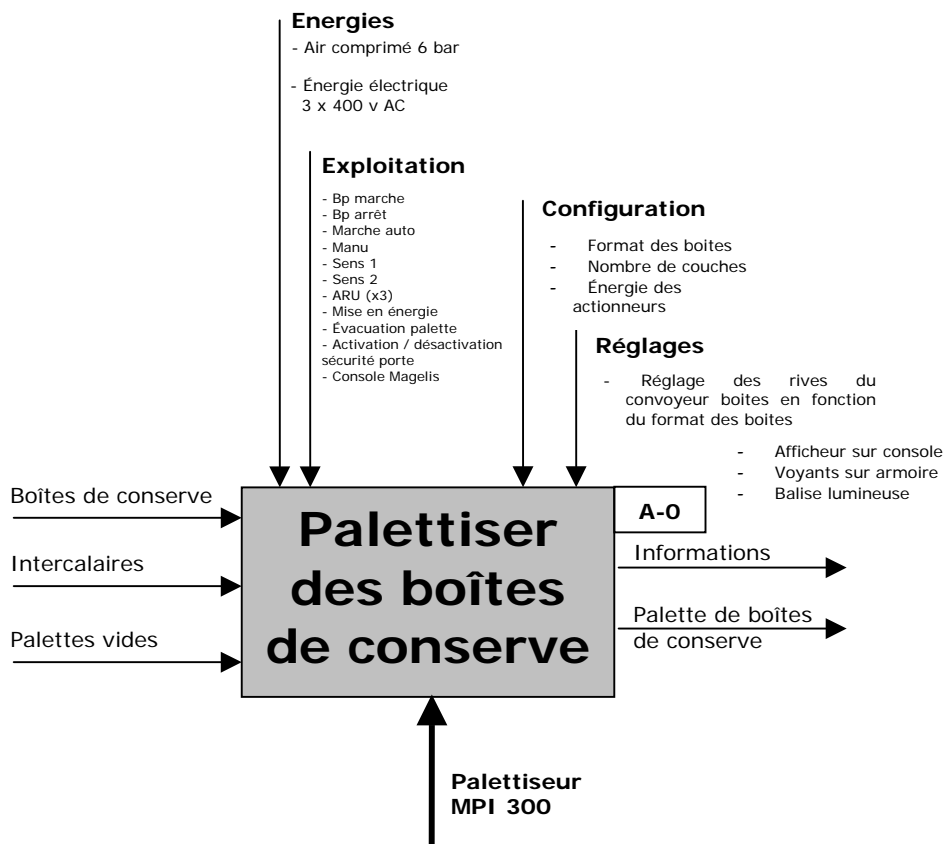 Energies
- Air comprimé 6 bar
- Énergie électrique
3 x 400 v AC
Exploitation
- Bp marche
- Bp arrêt
- Marche auto
- Manu
- Sens 1
- Sens 2
- ARU (x3)
- Mise en énergie
- Évacuation palette
- Activation / désactivation
sécurité porte
- Console Magelis
Configuration
- Format des boites
- Nombre de couches
- Énergie des
actionneurs
Réglages
- Réglage des rives du
convoyeur boites en fonction
du format des boites
- Afficheur sur console
- Voyants sur armoire
- Balise lumineuse
Boîtes de conserve
Intercalaires
Palettes vides
Palettiser
des boîtes
de conserve
A-0
Informations
Palette de boîtes
de conserve
Palettiseur
MPI 300